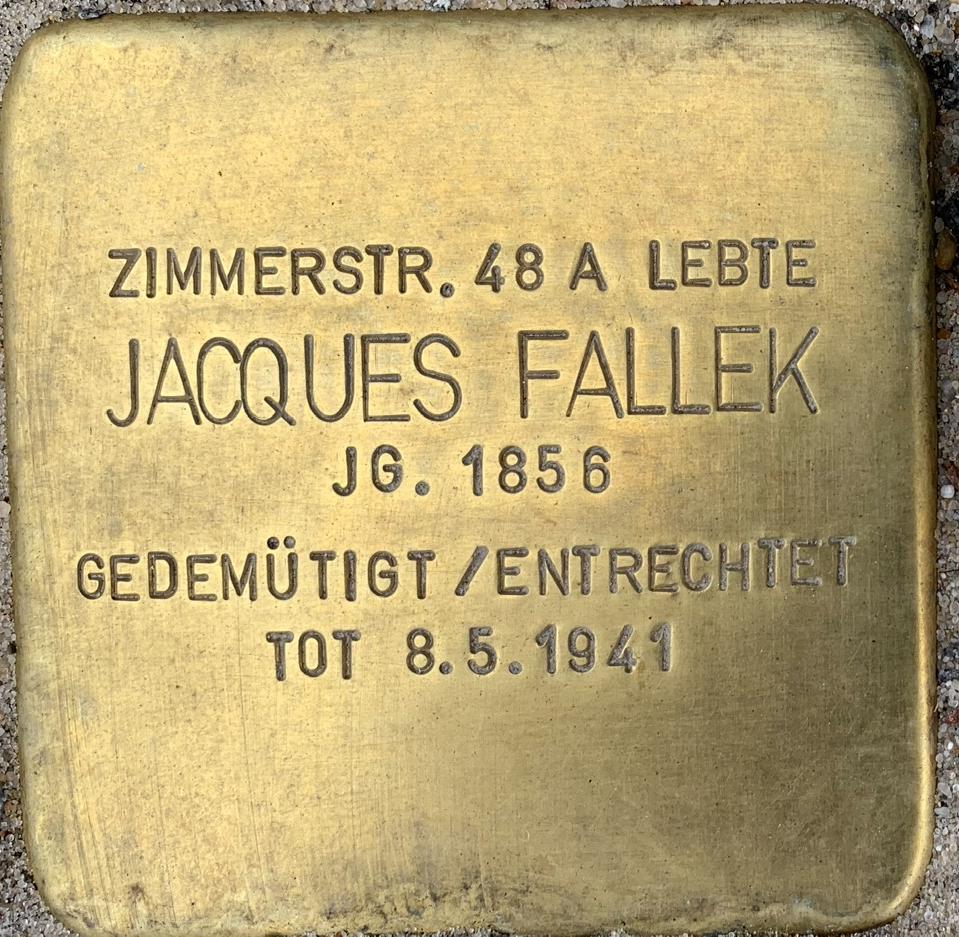 ZIMMERSTR. 48 A LEBTE
JACQUES FALLEK
JG. 1856
GEDEMÜTIGT / ENTRECHTET
TOT 8.5.1941